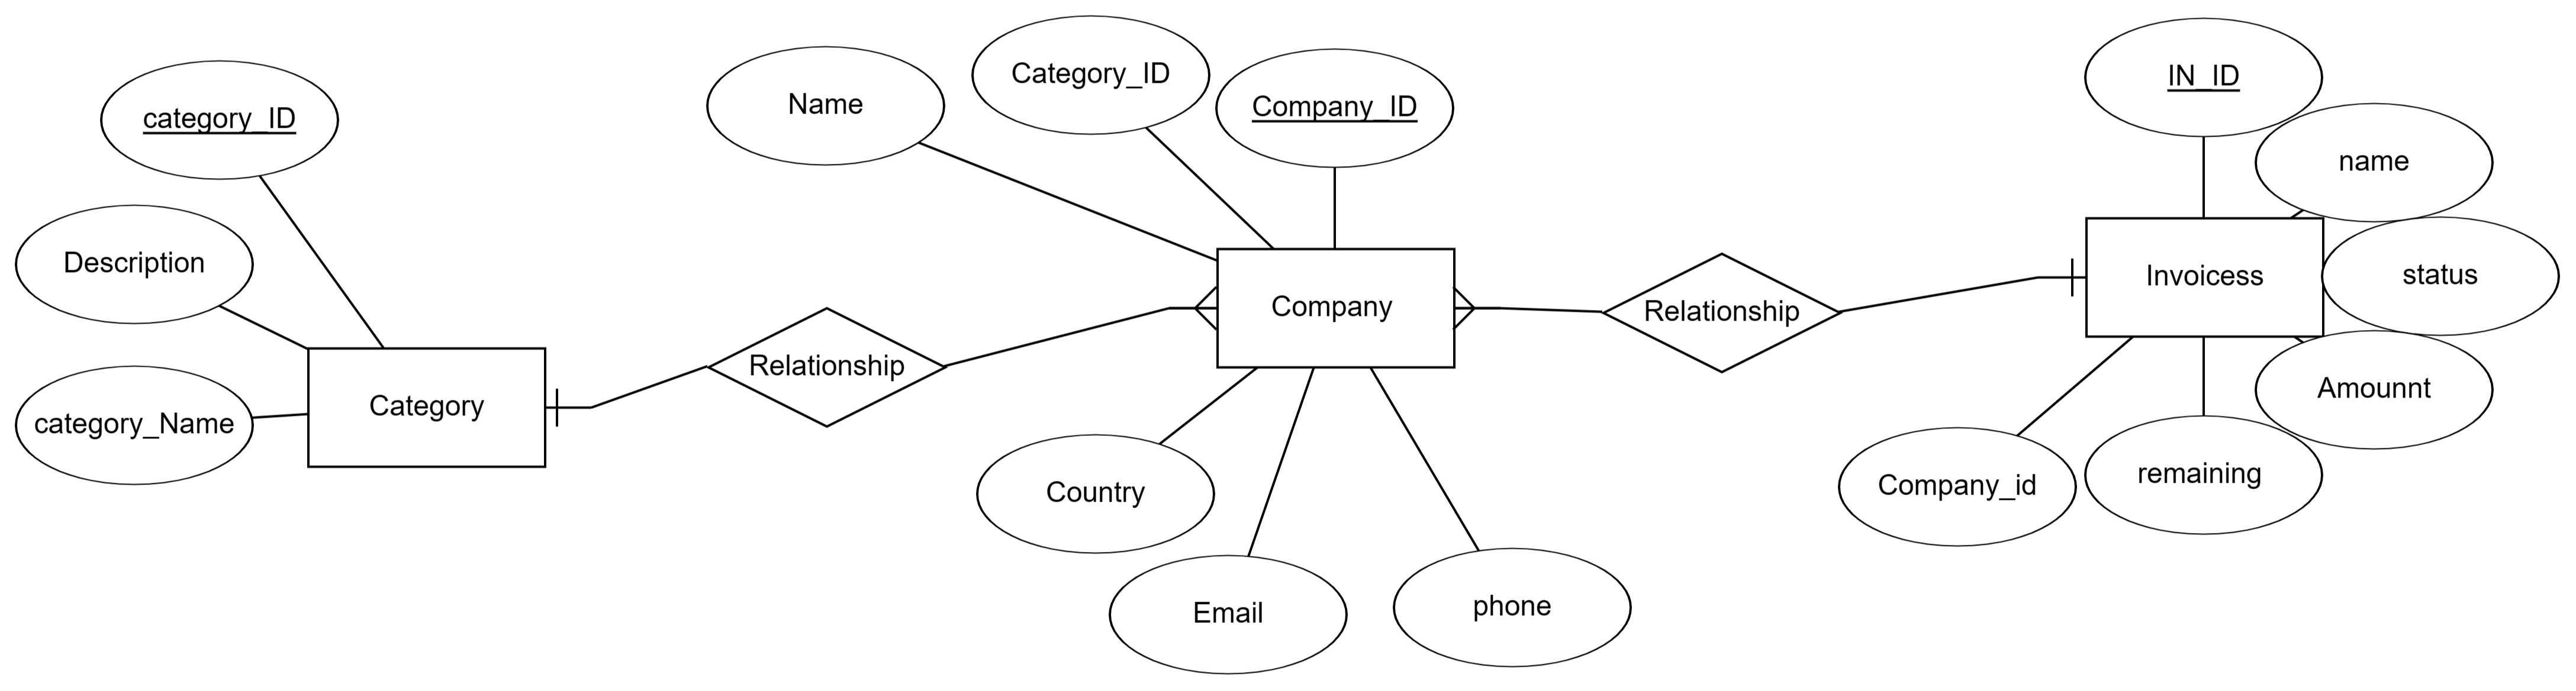 category_ID
Description
category_Name
Category
Relationship
Name
Category_ID
Company_ID
Company
Country
Email
phone
Relationship
IN_ID
name
status
Invoicess
Amounnt
remaining
Company_id